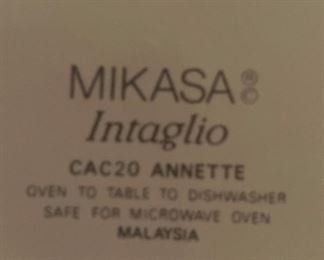 MIKASA®©
Intaglio
CAC20 ANNETTE
OVEN TO TABLE TO DISHWASHER
SAFE FOR MICROWAVE OVEN
MALAYSIA